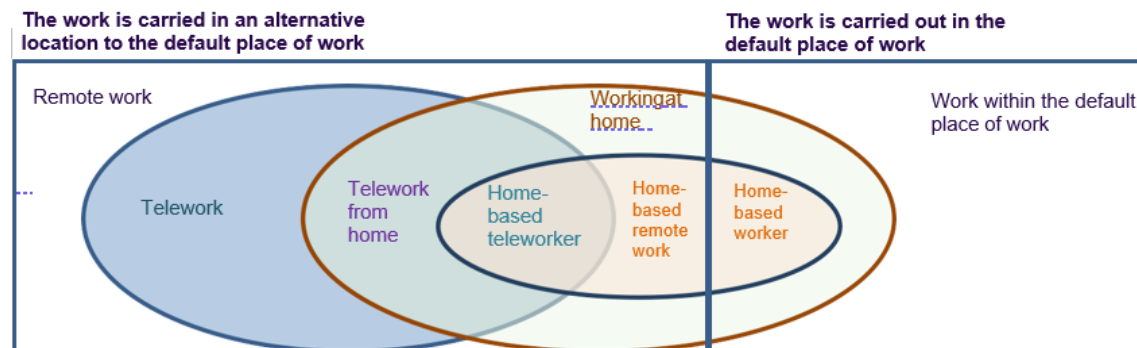 The work is carried in an alternative
location to the default place of work
The work is carried out in the
default place of work
Remote work
Workingat
home
Work within the default
place of work
Telework
Telework
from
home
Home-
based
teleworker
Home-
based
remote
work
Home-
based
worker